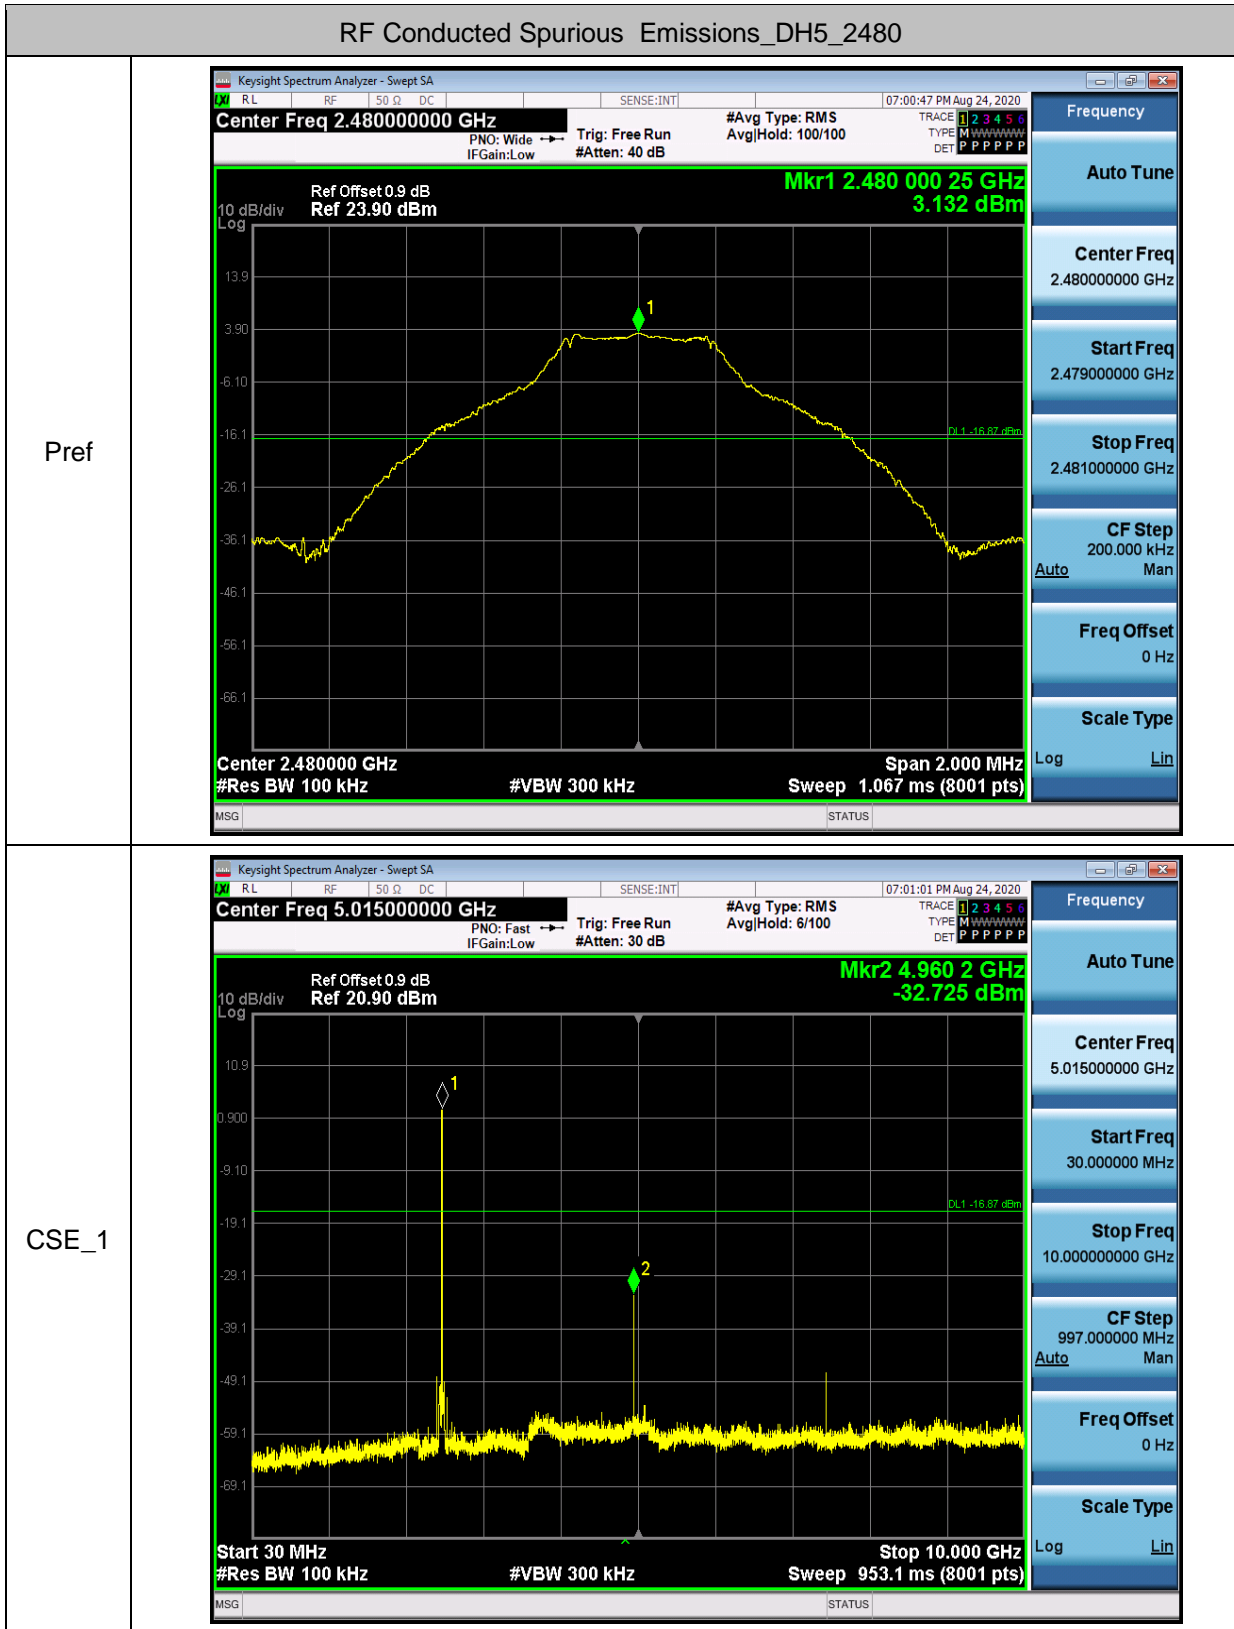 RF Conducted Spurious Emissions_DH5_2480
Pref
Keysight Spectrum Analyzer - Swept SA
LXI RL RF 50 Ω DC SENSE:INT 07:00:47 PM Aug 24, 2020
Center Freq 2.480000000 GHz
PNO: Wide
IFGain:Low
Trig: Free Run
#Atten: 40 dB
#Avg Type: RMS
Avg|Hold: 100/100
TRACE 1 2 3 4 5 6
TYPE M WWWWW
DET P P P P P P
Mkr1 2.480 000 25 GHz
3.132 dBm
Ref Offset 0.9 dB
10 dB/div Ref 23.90 dBm
Log
1
13.9
3.90
-6.10
-16.1
DL1 -16.87 dBm
-26.1
-36.1
-46.1
-56.1
-66.1
Center 2.480000 GHz Span 2.000 MHz
#Res BW 100 kHz #VBW 300 kHz Sweep 1.067 ms (8001 pts)
MSG STATUS
Frequency
Auto Tune
Center Freq
2.480000000 GHz
Start Freq
2.479000000 GHz
Stop Freq
2.481000000 GHz
CF Step
200.000 kHz
Auto Man
Freq Offset
0 Hz
Scale Type
Log Lin
CSE_1
Keysight Spectrum Analyzer - Swept SA
LXI RL RF 50 Ω DC SENSE:INT 07:01:01 PM Aug 24, 2020
Center Freq 5.015000000 GHz
PNO: Fast
IFGain:Low
Trig: Free Run
#Atten: 30 dB
#Avg Type: RMS
Avg|Hold: 6/100
TRACE 1 2 3 4 5 6
TYPE M WWWWW
DET P P P P P P
Mkr2 4.960 2 GHz
-32.725 dBm
Ref Offset 0.9 dB
10 dB/div Ref 20.90 dBm
Log
10.9
1
0.900
-9.10
DL1 -16.87 dBm
-19.1
2
-29.1
-39.1
-49.1
-59.1
-69.1
Start 30 MHz Stop 10.000 GHz
#Res BW 100 kHz #VBW 300 kHz Sweep 953.1 ms (8001 pts)
MSG STATUS
Frequency
Auto Tune
Center Freq
5.015000000 GHz
Start Freq
30.000000 MHz
Stop Freq
10.000000000 GHz
CF Step
997.000000 MHz
Auto Man
Freq Offset
0 Hz
Scale Type
Log Lin